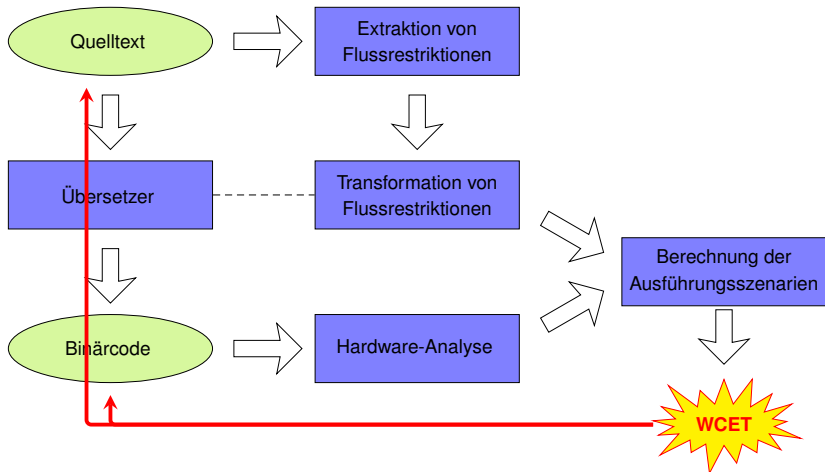 Quelltext
Extraktion von
Flussrestriktionen
Übersetzer
Transformation von
Flussrestriktionen
Berechnung der
Ausführungsszenarien
Binärcode
Hardware-Analyse
WCET